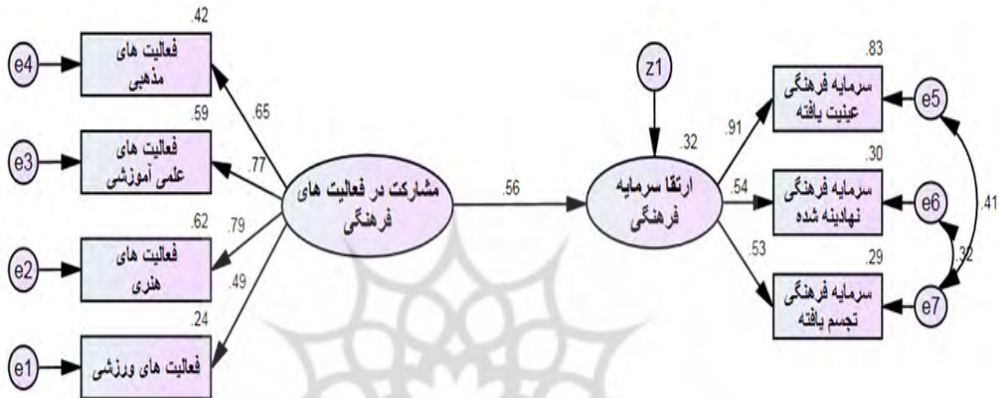 .42
فعالیت های
مذهبی
e4
.65
.59
فعالیت های
علمی آموزشی
e3
.77
.62
فعالیت های
هنری
e2
.79
.24
فعالیت های ورزشی
e1
.49
مشارکت در فعالیت های
فرهنگی
.56
z1
.32
ارتقا سرمایه
فرهنگی
.91
.83
سرمایه فرهنگی
عینیت یافته
e5
.54
.30
سرمایه فرهنگی
نهادینه شده
e6
.53
.29
سرمایه فرهنگی
تجسم یافته
e7
.41
.32